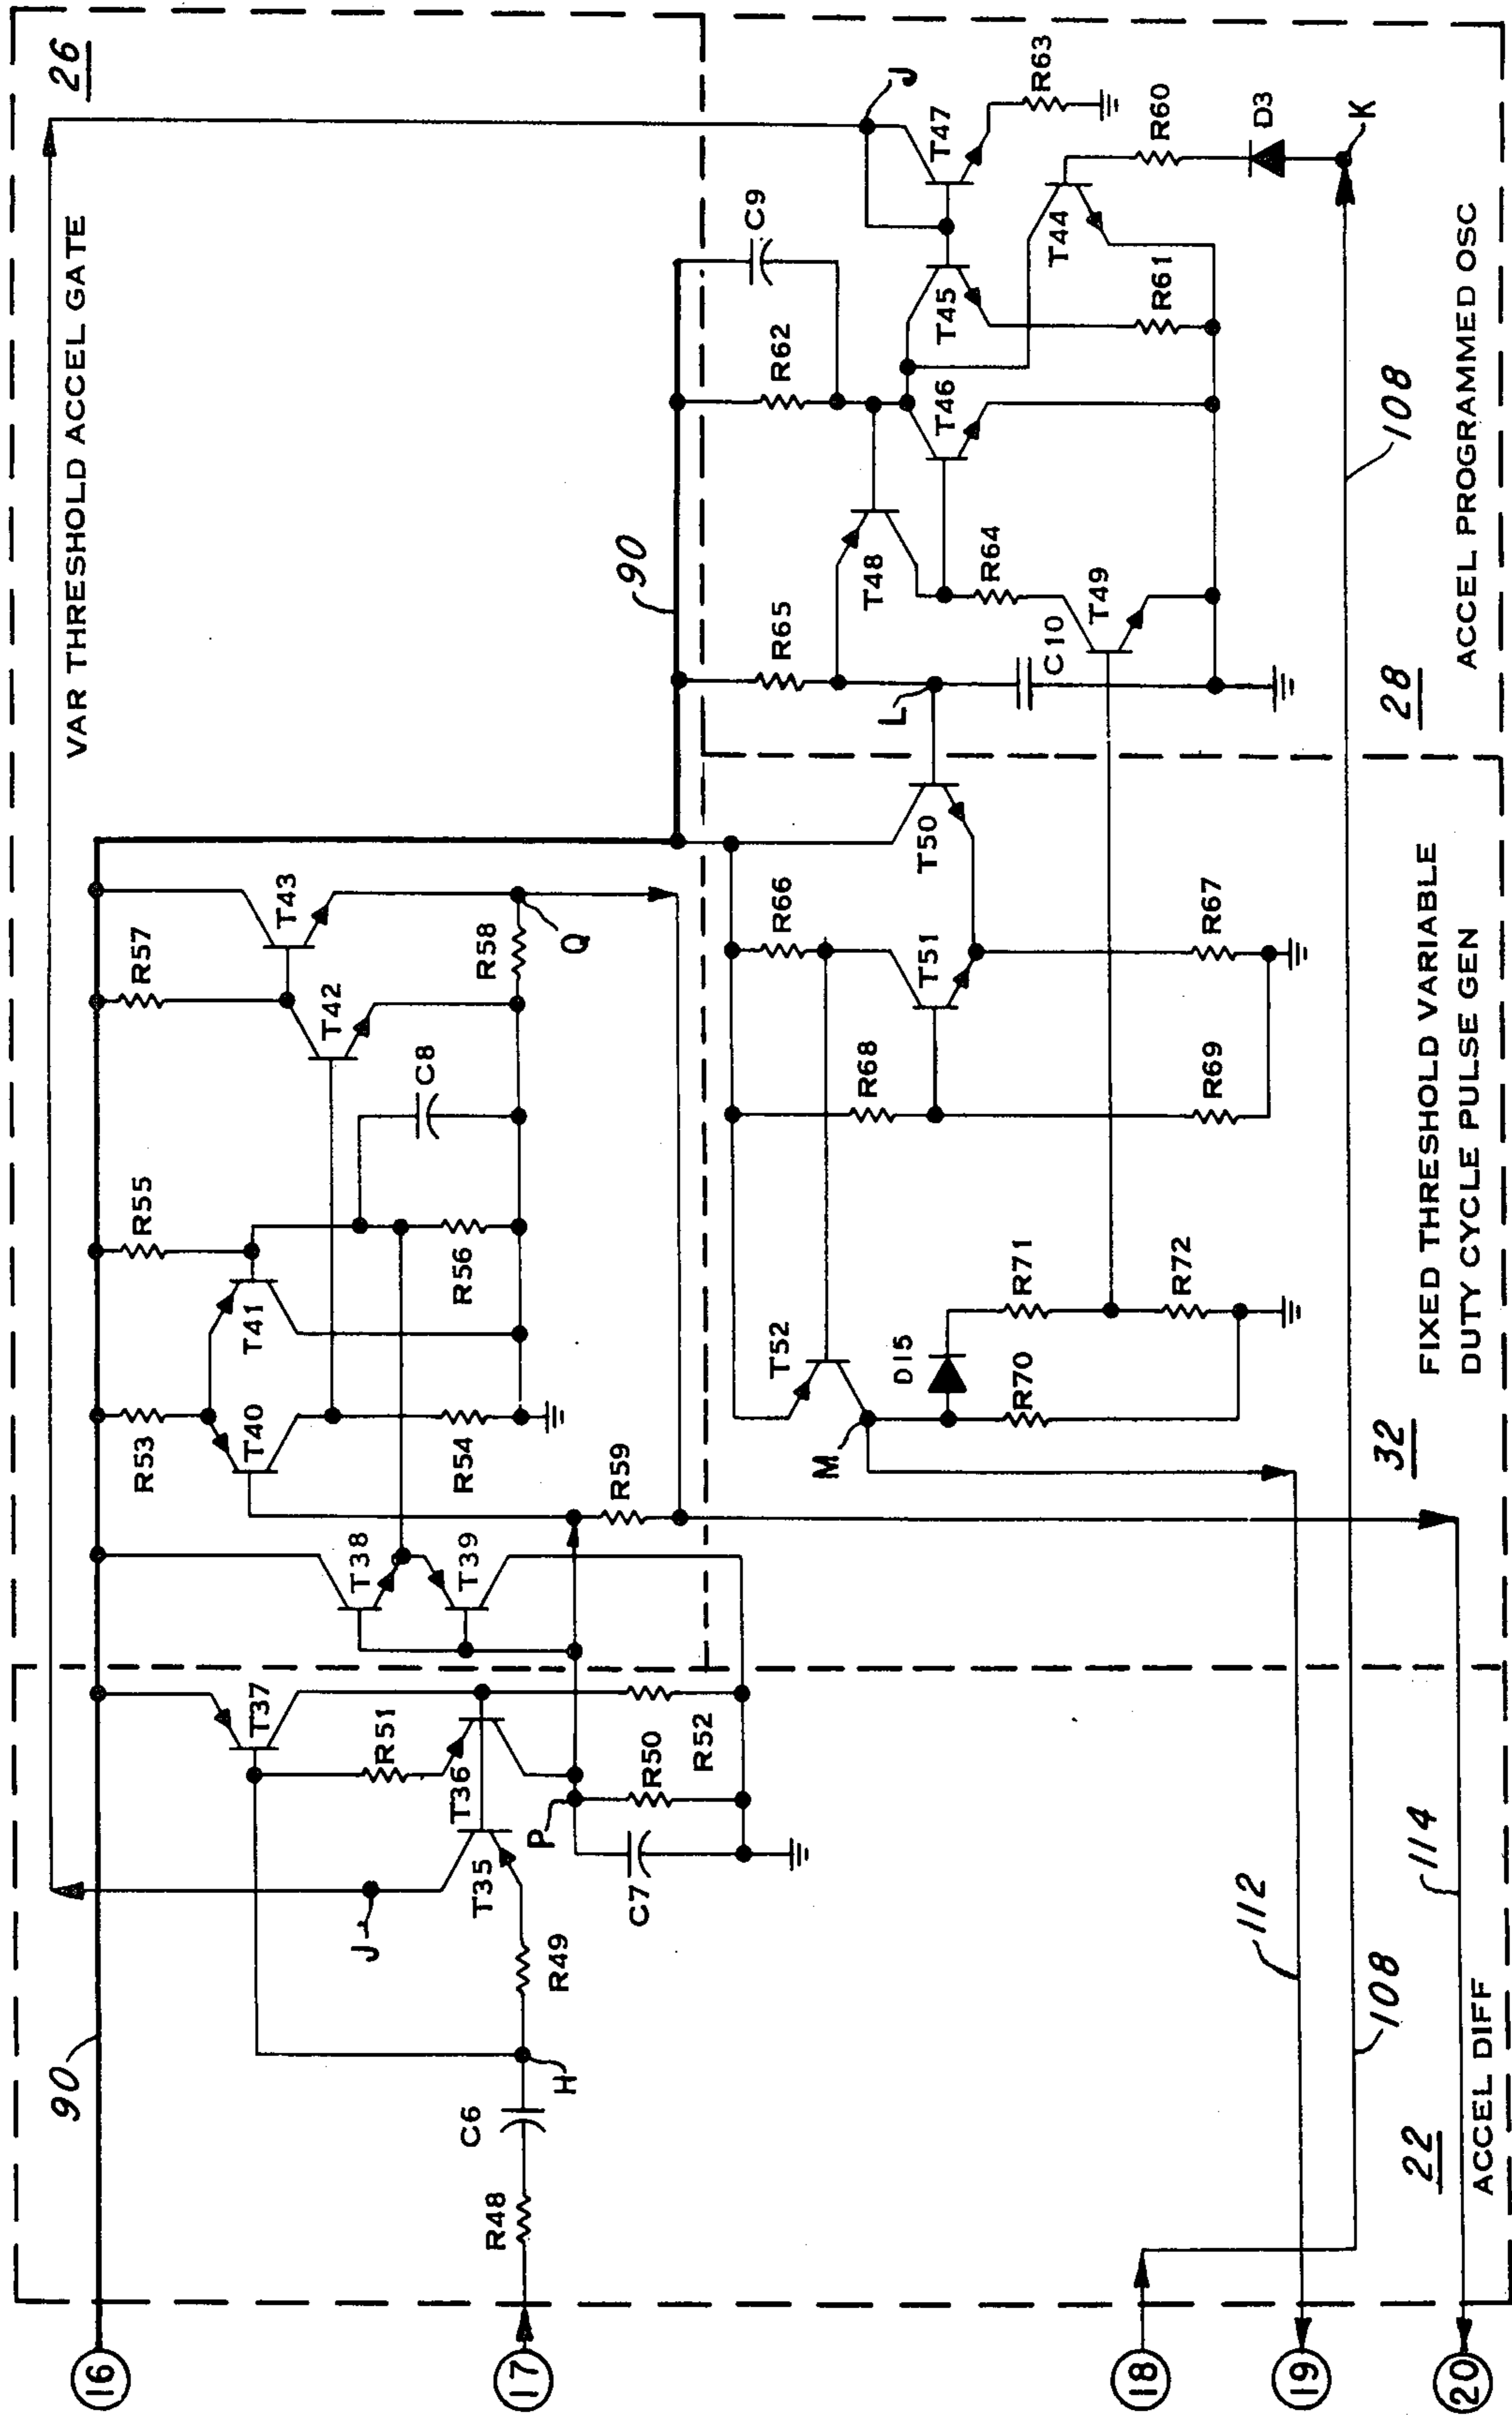 26
VAR THRESHOLD ACCEL GATE
90
16
R57
T43
R55
R53
T42
T41
T40
C8
R56
R58
Q
R54
T38
T39
R59
T37
R51
T36
R52
R50
P
C7
T35
J
R49
H
C6
R48
17
90
J
T47
R63
C9
R62
T45
T46
T44
R60
D3
K
R61
R65
T48
R64
T49
C10
L
108
28
ACCEL PROGRAMMED OSC
T50
R66
T51
R67
R68
R69
T52
D15
R71
R72
R70
M
32
FIXED THRESHOLD VARIABLE
DUTY CYCLE PULSE GEN
112
108
114
22
ACCEL DIFF
18
19
20